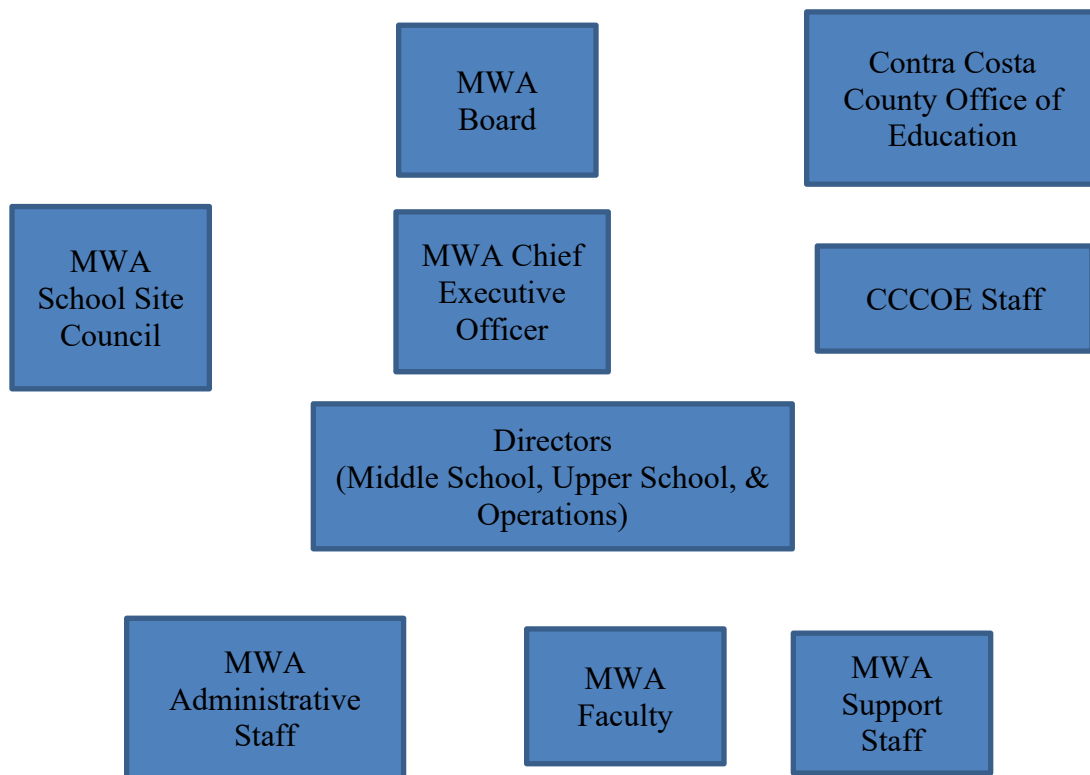 MWA
Board
Contra Costa
County Office of
Education
MWA
School Site
Council
MWA Chief
Executive
Officer
CCCOE Staff
Directors
(Middle School, Upper School, &
Operations)
MWA
Administrative
Staff
MWA
Faculty
MWA
Support
Staff